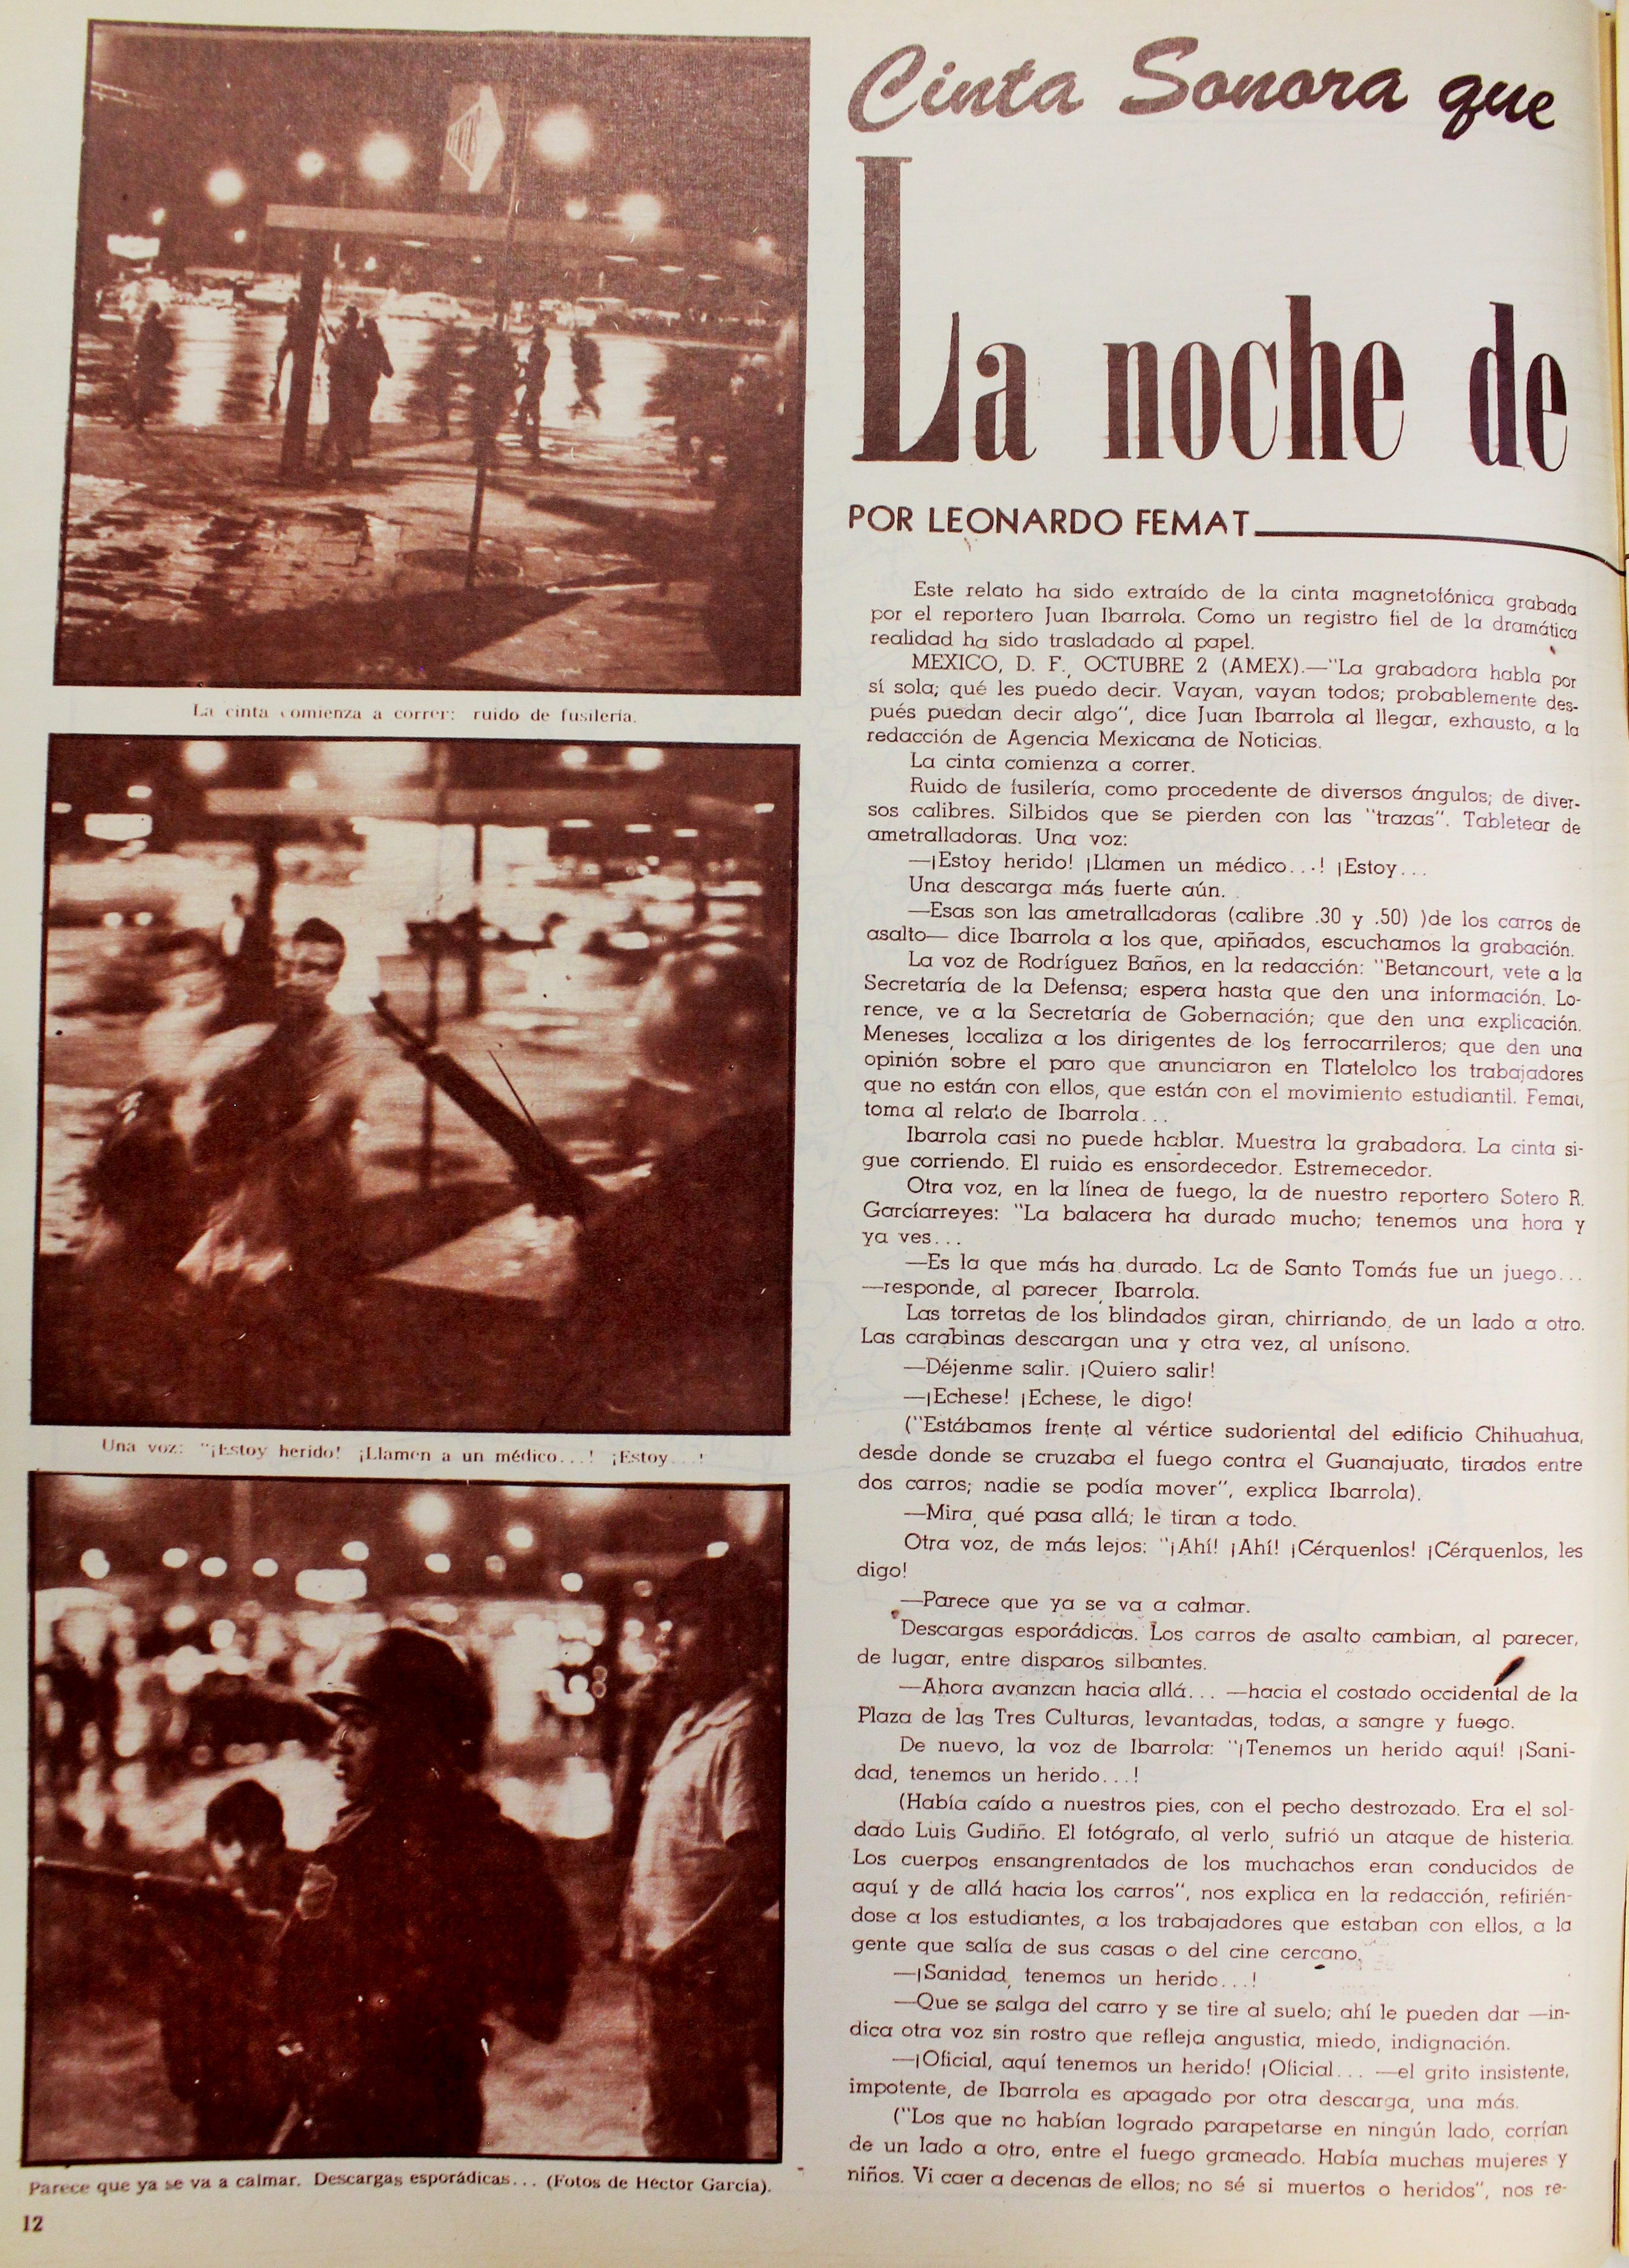 La cinta comienza a correr: ruido de fusilería.
Una voz: "¡Estoy herido! ¡Llamen a un médico...! ¡Estoy...!
Parece que ya se va a calmar. Descargas esporádicas... (Fotos de Héctor García).
12
Cinta Sonora que
La noche de
POR LEONARDO FEMAT
Este relato ha sido extraído de la cinta magnetofónica grabada
por el reportero Juan Ibarrola. Como un registro fiel de la dramática
realidad ha sido trasladado al papel.
MEXICO, D. F., OCTUBRE 2 (AMEX).—"La grabadora habla por
sí sola; qué les puedo decir. Vayan, vayan todos; probablemente des-
pués puedan decir algo", dice Juan Ibarrola al llegar, exhausto, a la
redacción de Agencia Mexicana de Noticias.
La cinta comienza a correr.
Ruido de fusilería, como procedente de diversos ángulos; de diver-
sos calibres. Silbidos que se pierden con las "trazas". Tabletear de
ametralladoras. Una voz:
—¡Estoy herido! ¡Llamen un médico...! ¡Estoy...
Una descarga más fuerte aún.
—Esas son las ametralladoras (calibre .30 y .50) )de los carros de
asalto— dice Ibarrola a los que, apiñados, escuchamos la grabación.
La voz de Rodríguez Baños, en la redacción: "Betancourt, vete a la
Secretaría de la Defensa; espera hasta que den una información. Lo-
rence, ve a la Secretaría de Gobernación; que den una explicación.
Meneses, localiza a los dirigentes de los ferrocarrileros; que den una
opinión sobre el paro que anunciaron en Tlatelolco los trabajadores
que no están con ellos, que están con el movimiento estudiantil. Femat,
toma al relato de Ibarrola...
Ibarrola casi no puede hablar. Muestra la grabadora. La cinta si-
gue corriendo. El ruido es ensordecedor. Estremecedor.
Otra voz, en la línea de fuego, la de nuestro reportero Sotero R.
Garcíarreyes: "La balacera ha durado mucho; tenemos una hora y
ya ves...
—Es la que más ha durado. La de Santo Tomás fue un juego...
—responde, al parecer, Ibarrola.
Las torretas de los blindados giran, chirriando, de un lado a otro.
Las carabinas descargan una y otra vez, al unísono.
—Déjenme salir. ¡Quiero salir!
—¡Echese! ¡Echese, le digo!
("Estábamos frente al vértice sudoriental del edificio Chihuahua,
desde donde se cruzaba el fuego contra el Guanajuato, tirados entre
dos carros; nadie se podía mover", explica Ibarrola).
—Mira, qué pasa allá; le tiran a todo.
Otra voz, de más lejos: "¡Ahí! ¡Ahí! ¡Cérquenlos! ¡Cérquenlos, les
digo!
—Parece que ya se va a calmar.
Descargas esporádicas. Los carros de asalto cambian, al parecer,
de lugar, entre disparos silbantes.
—Ahora avanzan hacia allá... —hacia el costado occidental de la
Plaza de las Tres Culturas, levantadas, todas, a sangre y fuego.
De nuevo, la voz de Ibarrola: "¡Tenemos un herido aquí! ¡Sani-
dad, tenemos un herido...!
(Había caído a nuestros pies, con el pecho destrozado. Era el sol-
dado Luis Gudiño. El fotógrafo, al verlo, sufrió un ataque de histeria.
Los cuerpos ensangrentados de los muchachos eran conducidos de
aquí y de allá hacia los carros", nos explica en la redacción, refirién-
dose a los estudiantes, a los trabajadores que estaban con ellos, a la
gente que salía de sus casas o del cine cercano.
—¡Sanidad, tenemos un herido...!
—Que se salga del carro y se tire al suelo; ahí le pueden dar —in-
dica otra voz sin rostro que refleja angustia, miedo, indignación.
—¡Oficial, aquí tenemos un herido! ¡Oficial... —el grito insistente,
impotente, de Ibarrola es apagado por otra descarga, una más.
("Los que no habían logrado parapetarse en ningún lado, corrían
de un lado a otro, entre el fuego graneado. Había muchas mujeres y
niños. Vi caer a decenas de ellos; no sé si muertos o heridos", nos re-